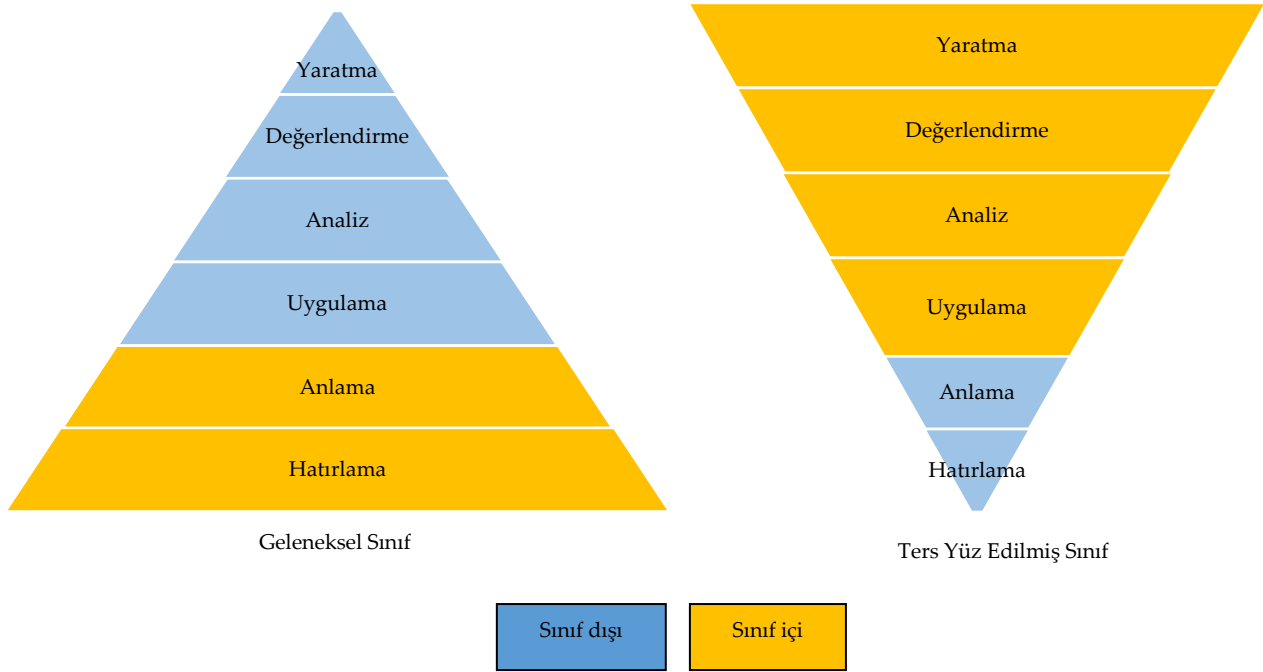 Yaratma
Değerlendirme
Analiz
Uygulama
Anlama
Hatırlama
Geleneksel Sınıf
Yaratma
Değerlendirme
Analiz
Uygulama
Anlama
Hatırlama
Ters Yüz Edilmiş Sınıf
Sınıf dışı
Sınıf içi